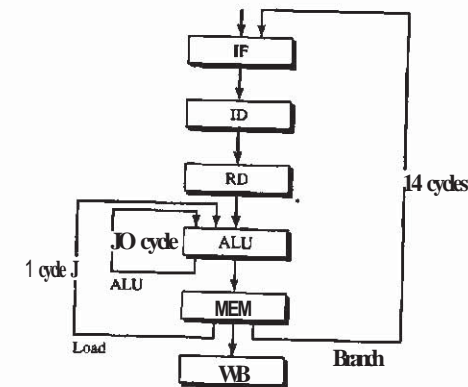 IF
ID
RD
14 cycles
JO cycle
ALU
1 cycle J
ALU
MEM
Load
Branch
WB